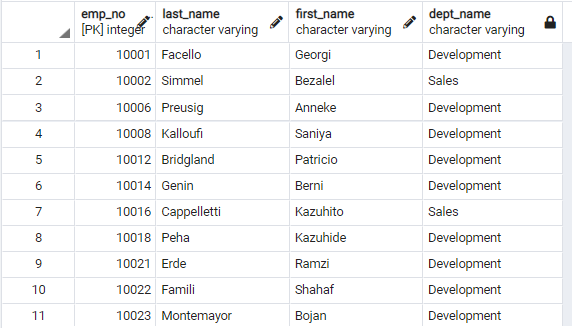 emp_no last_name first_name dept_name
[PK] integer character varying character varying character varying
1 10001 Facello Georgi Development
2 10002 Simmel Bezalel Sales
3 10006 Preusig Anneke Development
4 10008 Kalloufi Saniya Development
5 10012 Bridgland Patricio Development
6 10014 Genin Berni Development
7 10016 Cappelletti Kazuhito Sales
8 10018 Peha Kazuhide Development
9 10021 Erde Ramzi Development
10 10022 Famili Shahaf Development
11 10023 Montemayor Bojan Development